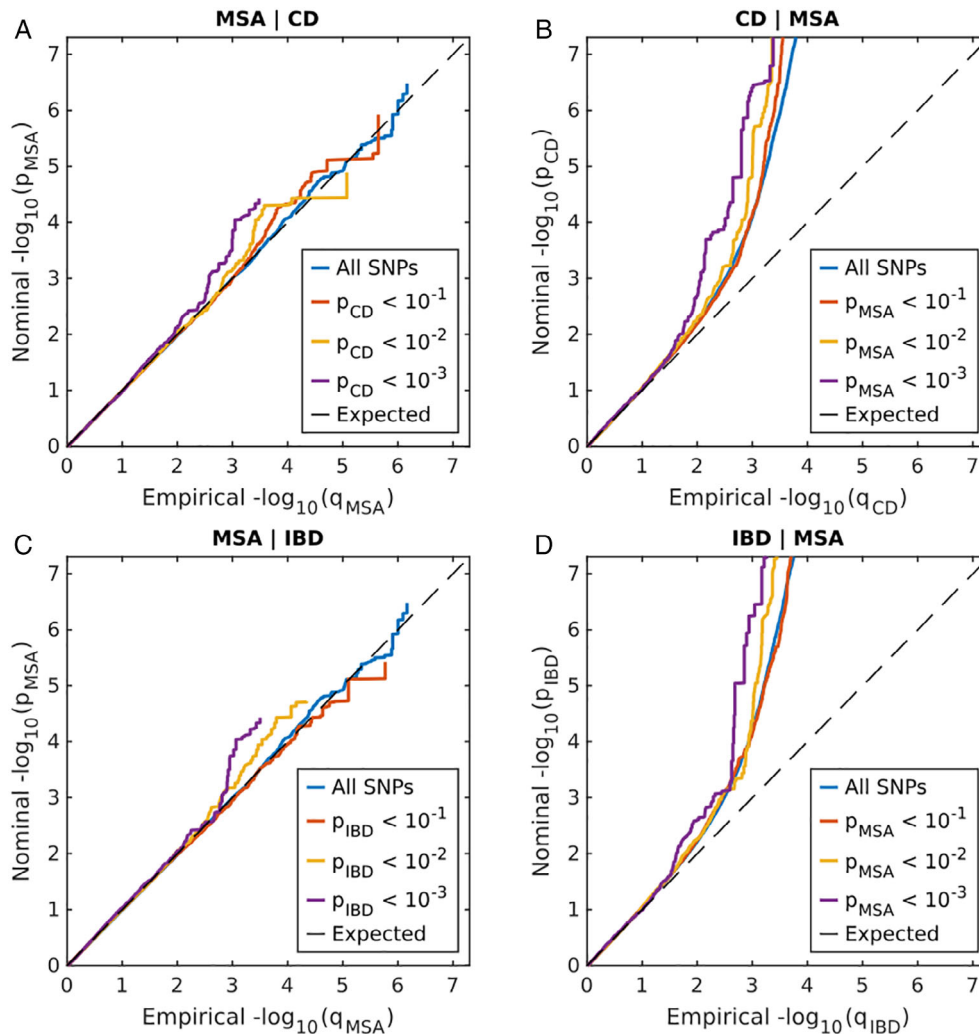 A
MSA | CD
Nominal -log10(pMSA)
7
6
5
4
3
2
1
0
All SNPs
pCD < 10-1
pCD < 10-2
pCD < 10-3
Expected
0 1 2 3 4 5 6 7
Empirical -log10(qMSA)
B
CD | MSA
Nominal -log10(pCD)
7
6
5
4
3
2
1
0
All SNPs
pMSA < 10-1
pMSA < 10-2
pMSA < 10-3
Expected
0 1 2 3 4 5 6 7
Empirical -log10(qCD)
C
MSA | IBD
Nominal -log10(pMSA)
7
6
5
4
3
2
1
0
All SNPs
pIBD < 10-1
pIBD < 10-2
pIBD < 10-3
Expected
0 1 2 3 4 5 6 7
Empirical -log10(qMSA)
D
IBD | MSA
Nominal -log10(pIBD)
7
6
5
4
3
2
1
0
All SNPs
pMSA < 10-1
pMSA < 10-2
pMSA < 10-3
Expected
0 1 2 3 4 5 6 7
Empirical -log10(qIBD)